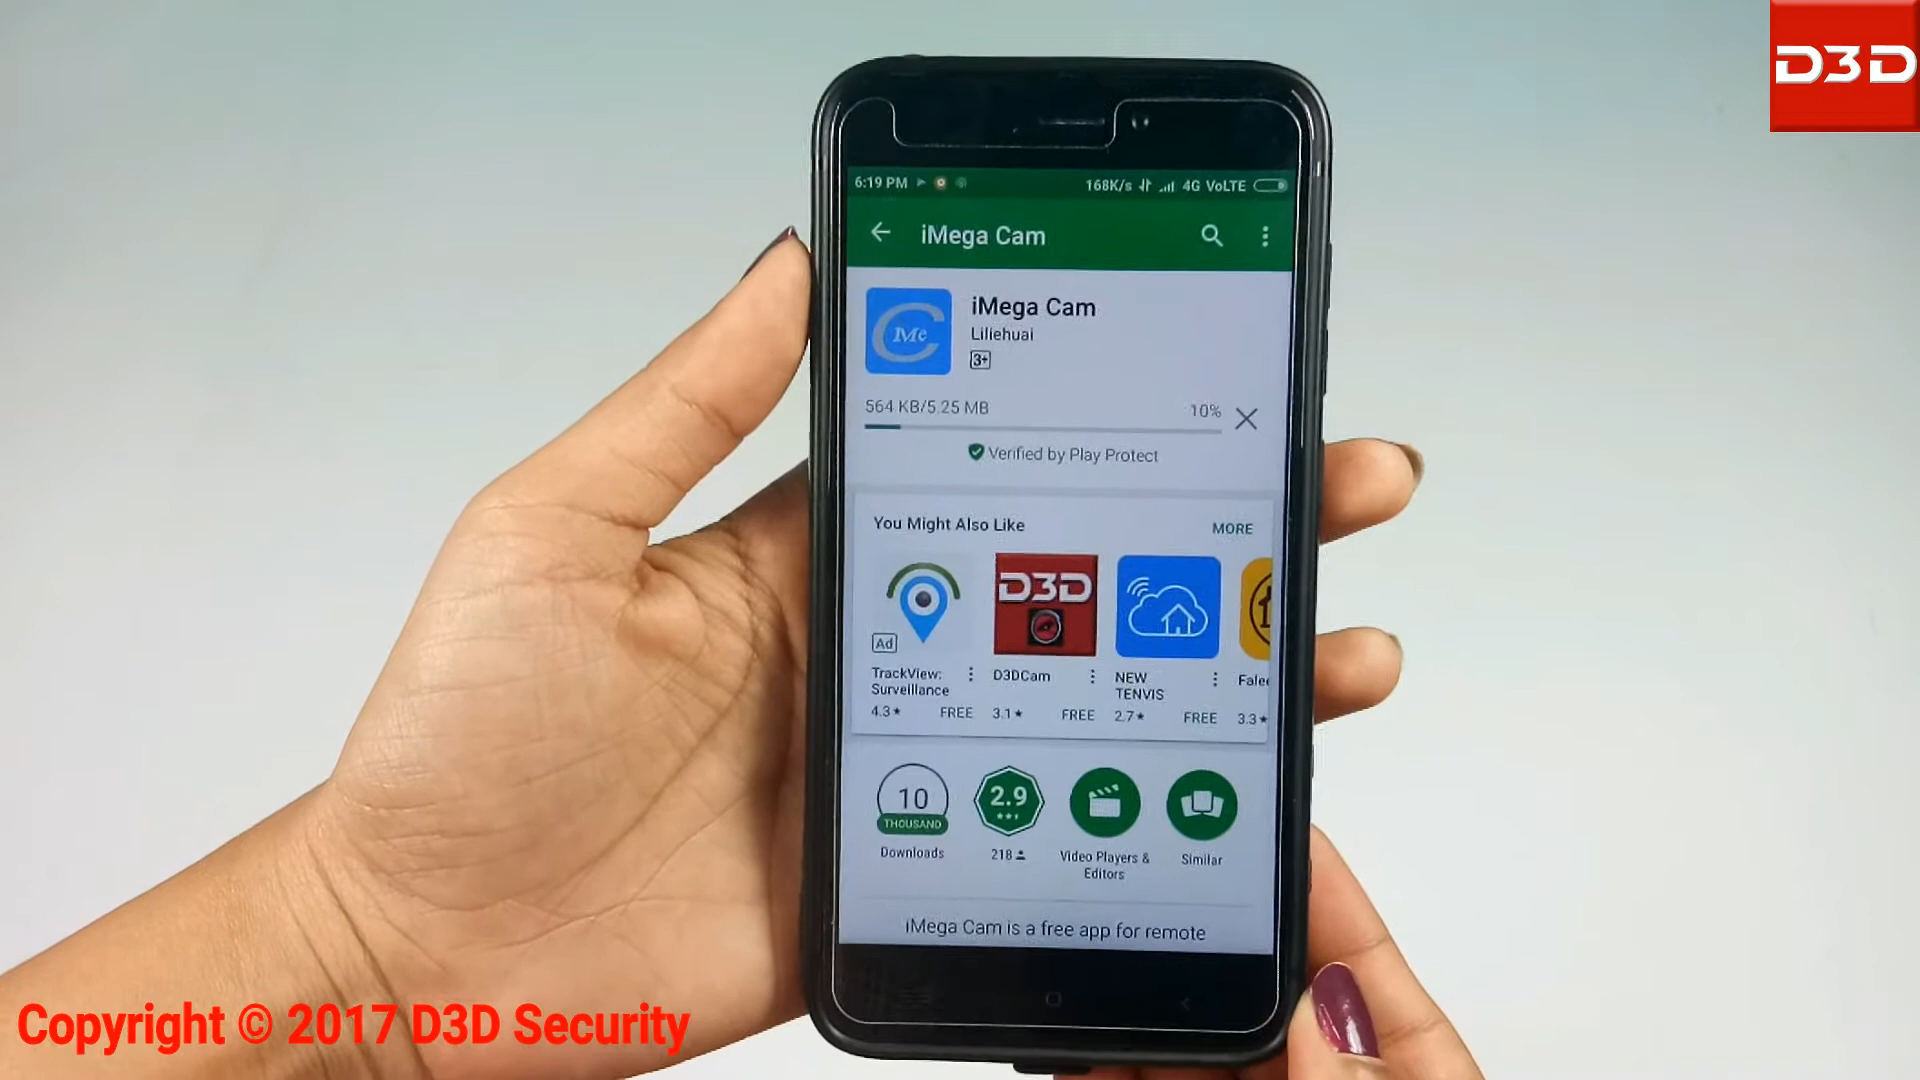 D3D
6:19 PM 168K/s 4G VoLTE
iMega Cam
iMe
iMega Cam
Liliehuai
3+
564 KB/5.25 MB 10%
Verified by Play Protect
You Might Also Like MORE
D3D
Ad
TrackView: Surveillance
4.3★ FREE
D3DCam
3.1★ FREE
NEW TENVIS
2.7★ FREE
3.3★
10 THOUSAND
Downloads
2.9
218
Video Players & Editors
Similar
iMega Cam is a free app for remote
Copyright © 2017 D3D Security